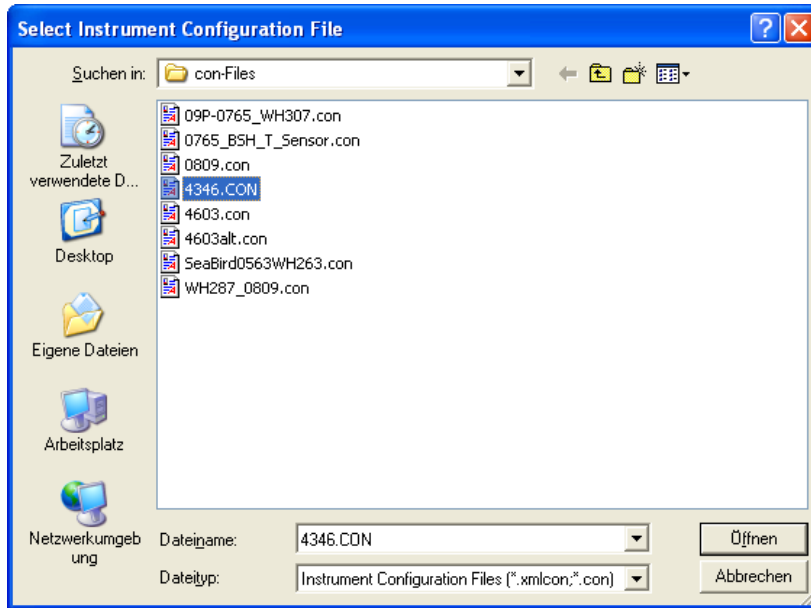 Select Instrument Configuration File
Suchen in:
con-Files
Zuletzt
verwendete D...
Desktop
Eigene Dateien
Arbeitsplatz
Netzwerkumgeb
ung
09P-0765_WH307.con
0765_BSH_T_Sensor.con
0809.con
4346.CON
4603.con
4603alt.con
SeaBird0563WH263.con
WH287_0809.con
Dateiname:
4346.CON
Öffnen
Dateityp:
Instrument Configuration Files (*.xmlcon;*.con)
Abbrechen